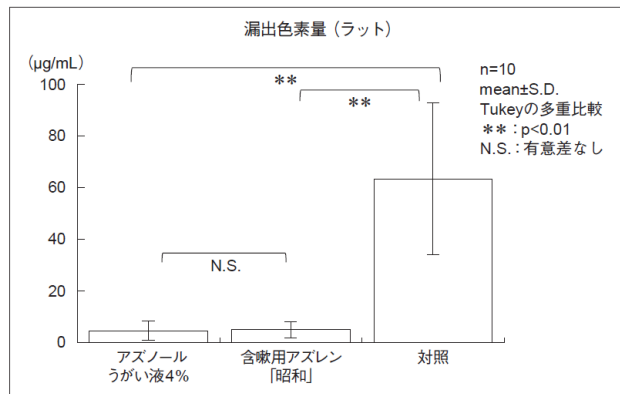 漏出色素量（ラット）
（μg/mL）
100
80
60
40
20
0
**
**
N.S.
n=10
mean±S.D.
Tukeyの多重比較
**：p<0.01
N.S.：有意差なし
アズノール
うがい液4%
含嗽用アズレン
「昭和」
対照